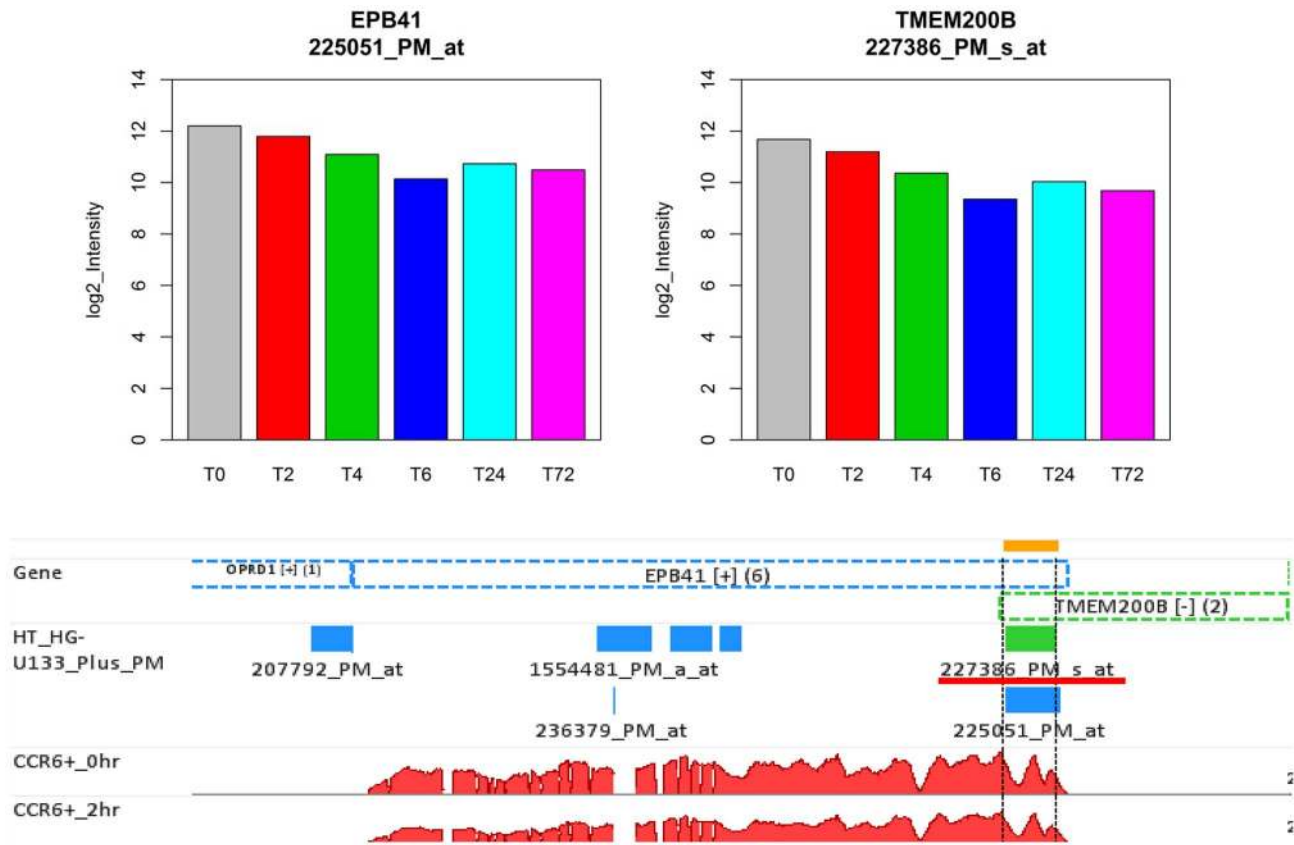 EPB41
225051_PM_at
TMEM200B
227386_PM_s_at
log2_Intensity
0 2 4 6 8 10 12 14
T0 T2 T4 T6 T24 T72
log2_Intensity
0 2 4 6 8 10 12 14
T0 T2 T4 T6 T24 T72
Gene
OPRD1 [+] (1)
EPB41 [+] (6)
TMEM200B [-] (2)
HT_HG-
U133_Plus_PM
207792_PM_at
1554481_PM_a_at
227386_PM_s_at
236379_PM_at
225051_PM_at
CCR6+_0hr
CCR6+_2hr